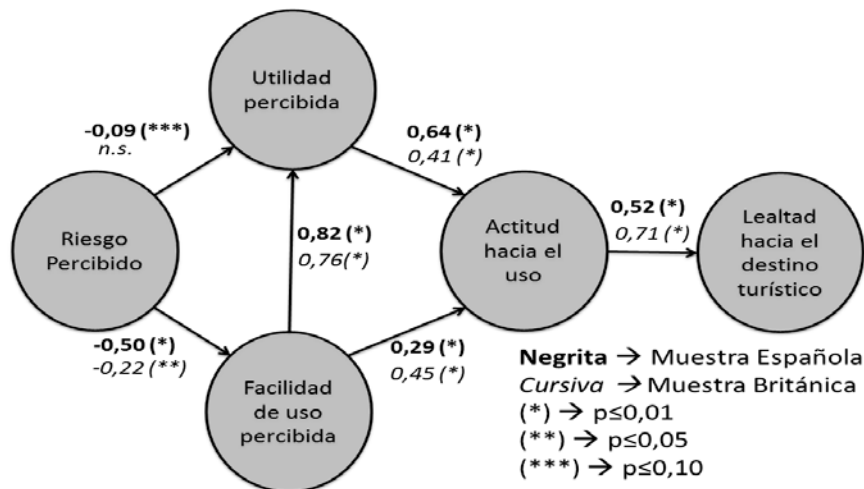 Utilidad
percibida
-0,09 (***)
n.s.
0,64 (*)
0,41 (*)
Riesgo
Percibido
0,82 (*)
0,76(*)
Actitud
hacia el
uso
0,52 (*)
0,71 (*)
Lealtad
hacia el
destino
turístico
-0,50 (*)
-0,22 (**)
0,29 (*)
0,45 (*)
Facilidad
de uso
percibida
Negrita → Muestra Española
Cursiva → Muestra Británica
(*) → p≤0,01
(**) → p≤0,05
(***) → p≤0,10